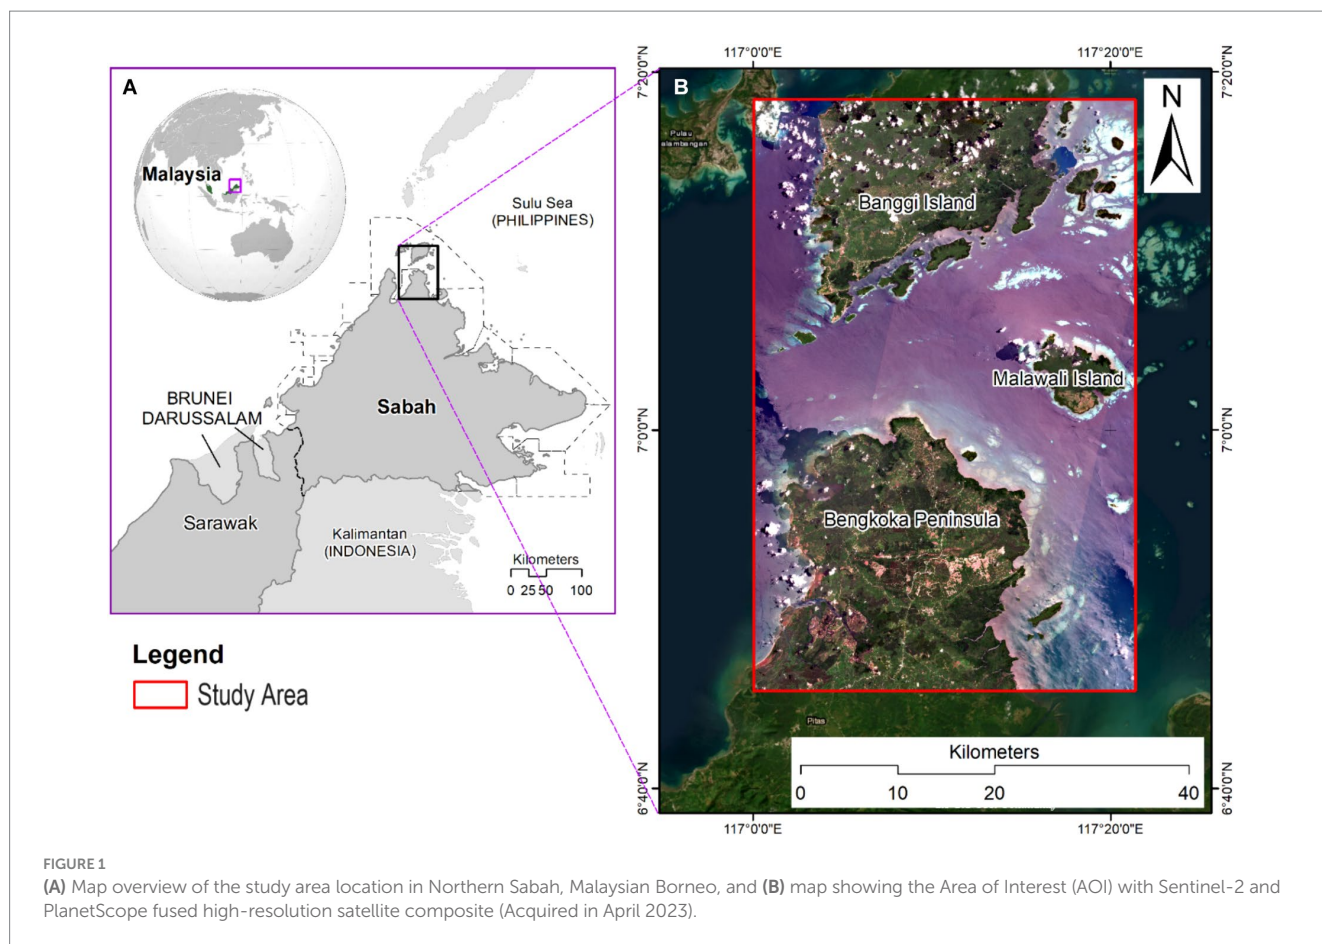 A
Malaysia
Sulu Sea
(PHILIPPINES)
BRUNEI
DARUSSALAM
Sabah
Sarawak
Kalimantan
(INDONESIA)
Kilometers
0 25 50 100
Legend
Study Area
117°0'0"E 117°20'0"E
7°20'0"N 7°20'0"N
B
N
Pulau
Banggi Island
Malawali Island
7°0'0"N 7°0'0"N
Bengkoka Peninsula
Pitas
Kilometers
0 10 20 40
6°40'0"N 6°40'0"N
117°0'0"E 117°20'0"E
FIGURE 1
(A) Map overview of the study area location in Northern Sabah, Malaysian Borneo, and (B) map showing the Area of Interest (AOI) with Sentinel-2 and
PlanetScope fused high-resolution satellite composite (Acquired in April 2023).